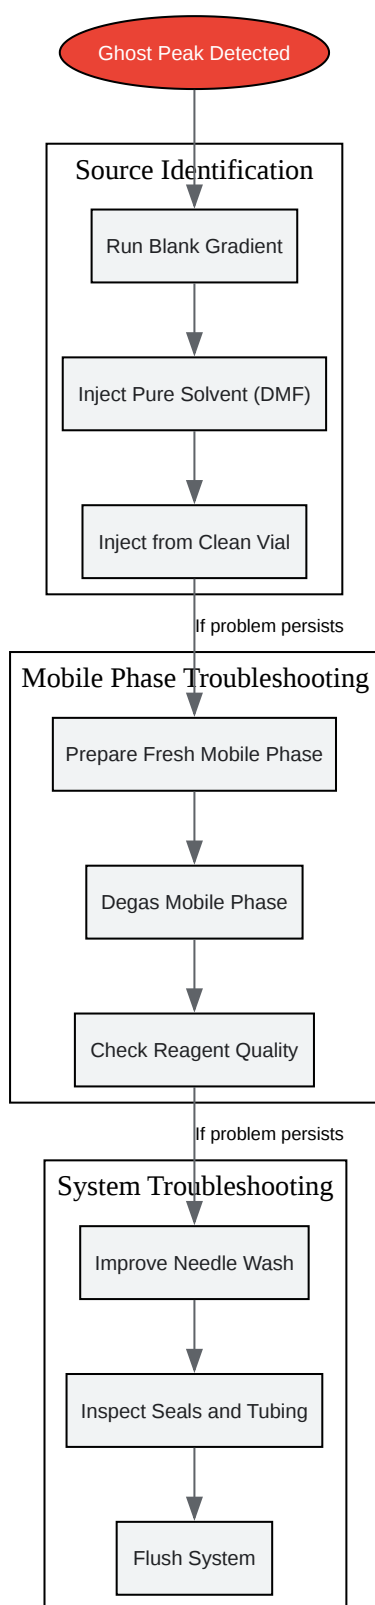 Ghost Peak Detected
Source Identification
Run Blank Gradient
Inject Pure Solvent (DMF)
Inject from Clean Vial
If problem persists
Mobile Phase Troubleshooting
Prepare Fresh Mobile Phase
Degas Mobile Phase
Check Reagent Quality
If problem persists
System Troubleshooting
Improve Needle Wash
Inspect Seals and Tubing
Flush System